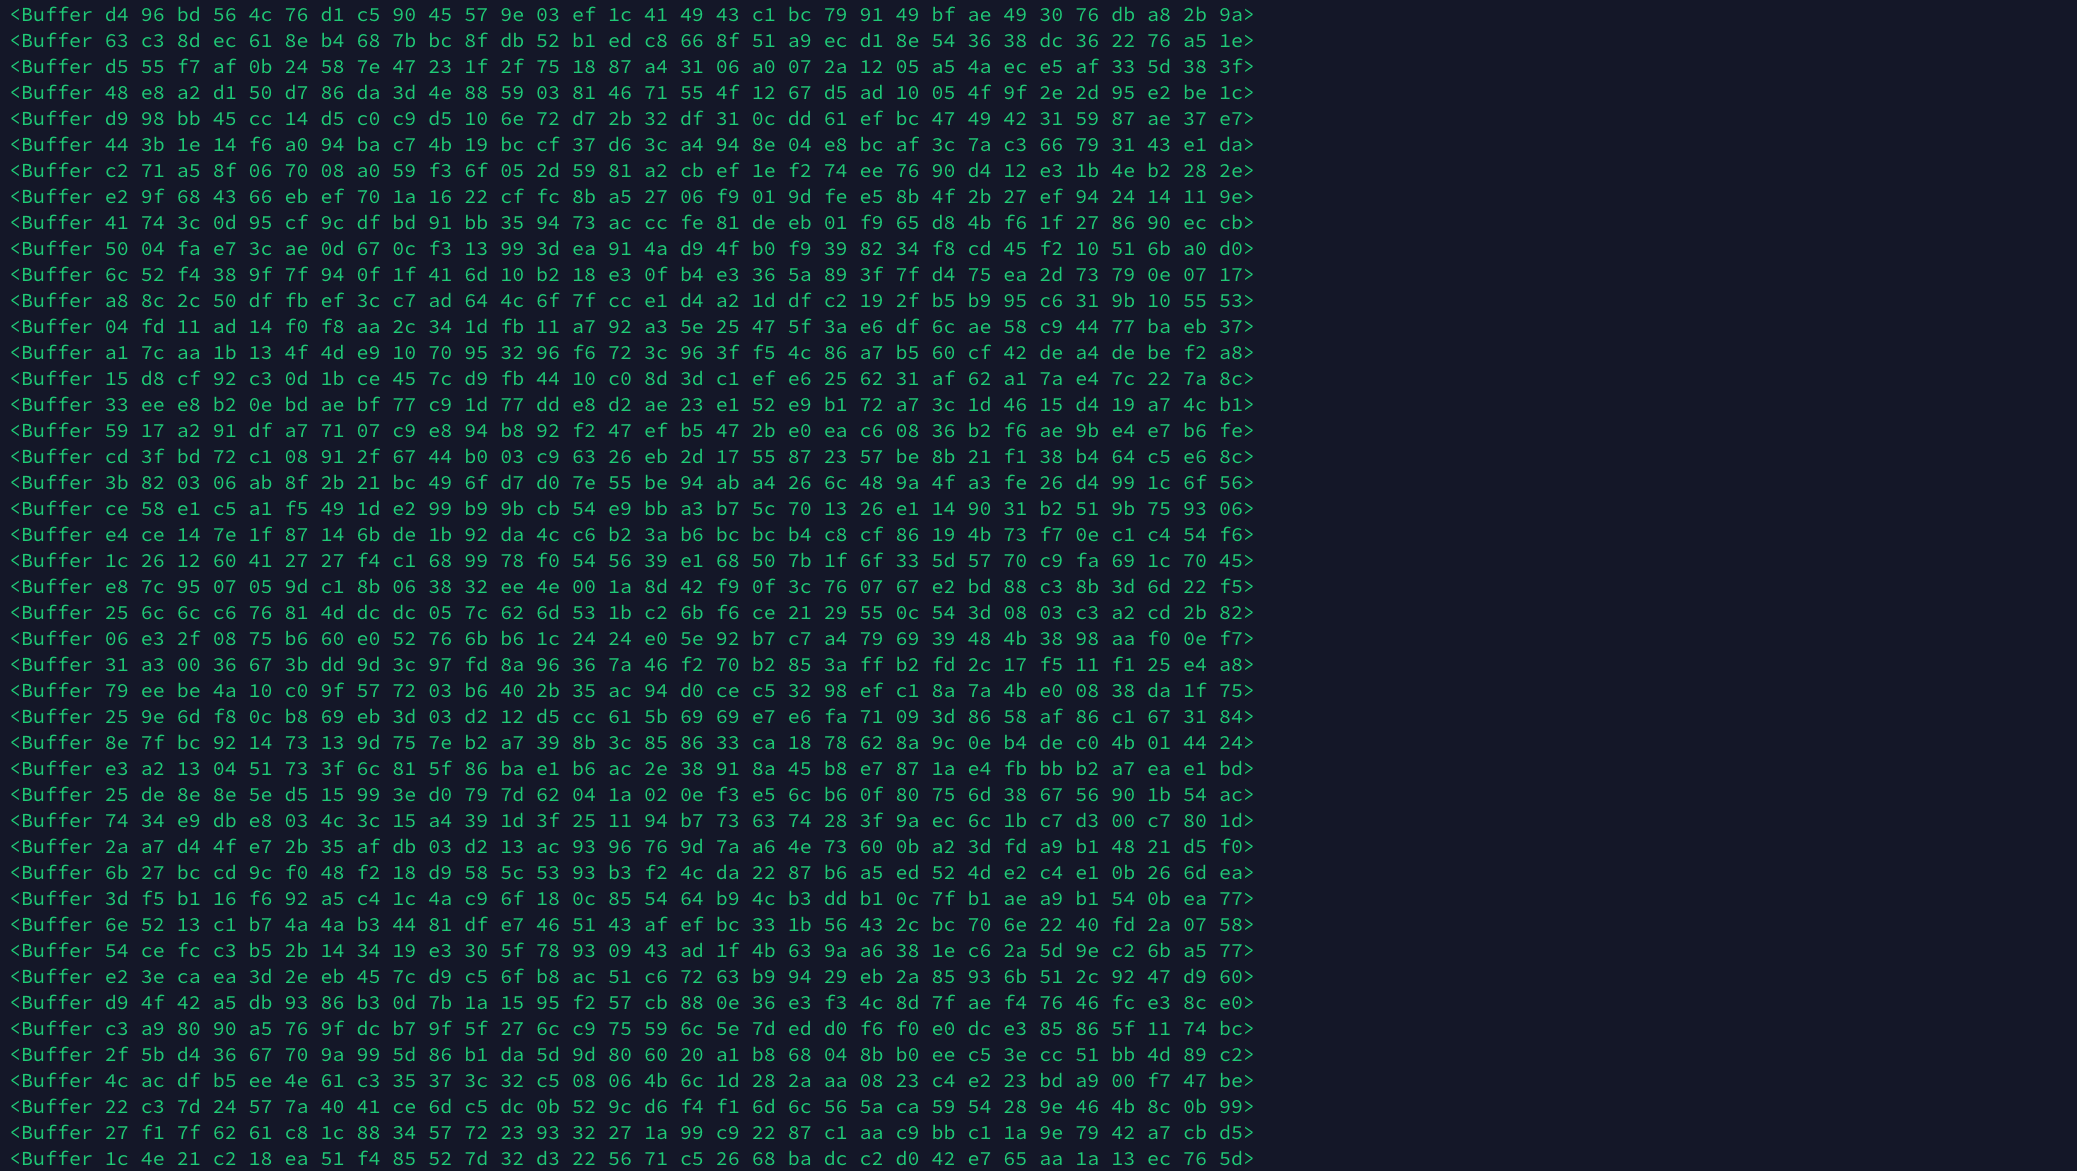 <Buffer d4 96 bd 56 4c 76 d1 c5 90 45 57 9e 03 ef 1c 41 49 43 c1 bc 79 91 49 bf ae 49 30 76 db a8 2b 9a>
<Buffer 63 c3 8d ec 61 8e b4 68 7b bc 8f db 52 b1 ed c8 66 8f 51 a9 ec d1 8e 54 36 38 dc 36 22 76 a5 1e>
<Buffer d5 55 f7 af 0b 24 58 7e 47 23 1f 2f 75 18 87 a4 31 06 a0 07 2a 12 05 a5 4a ec e5 af 33 5d 38 3f>
<Buffer 48 e8 a2 d1 50 d7 86 da 3d 4e 88 59 03 81 46 71 55 4f 12 67 d5 ad 10 05 4f 9f 2e 2d 95 e2 be 1c>
<Buffer d9 98 bb 45 cc 14 d5 c0 c9 d5 10 6e 72 d7 2b 32 df 31 0c dd 61 ef bc 47 49 42 31 59 87 ae 37 e7>
<Buffer 44 3b 1e 14 f6 a0 94 ba c7 4b 19 bc cf 37 d6 3c a4 94 8e 04 e8 bc af 3c 7a c3 66 79 31 43 e1 da>
<Buffer c2 71 a5 8f 06 70 08 a0 59 f3 6f 05 2d 59 81 a2 cb ef 1e f2 74 ee 76 90 d4 12 e3 1b 4e b2 28 2e>
<Buffer e2 9f 68 43 66 eb ef 70 1a 16 22 cf fc 8b a5 27 06 f9 01 9d fe e5 8b 4f 2b 27 ef 94 24 14 11 9e>
<Buffer 41 74 3c 0d 95 cf 9c df bd 91 bb 35 94 73 ac cc fe 81 de eb 01 f9 65 d8 4b f6 1f 27 86 90 ec cb>
<Buffer 50 04 fa e7 3c ae 0d 67 0c f3 13 99 3d ea 91 4a d9 4f b0 f9 39 82 34 f8 cd 45 f2 10 51 6b a0 d0>
<Buffer 6c 52 f4 38 9f 7f 94 0f 1f 41 6d 10 b2 18 e3 0f b4 e3 36 5a 89 3f 7f d4 75 ea 2d 73 79 0e 07 17>
<Buffer a8 8c 2c 50 df fb ef 3c c7 ad 64 4c 6f 7f cc e1 d4 a2 1d df c2 19 2f b5 b9 95 c6 31 9b 10 55 53>
<Buffer 04 fd 11 ad 14 f0 f8 aa 2c 34 1d fb 11 a7 92 a3 5e 25 47 5f 3a e6 df 6c ae 58 c9 44 77 ba eb 37>
<Buffer a1 7c aa 1b 13 4f 4d e9 10 70 95 32 96 f6 72 3c 96 3f f5 4c 86 a7 b5 60 cf 42 de a4 de be f2 a8>
<Buffer 15 d8 cf 92 c3 0d 1b ce 45 7c d9 fb 44 10 c0 8d 3d c1 ef e6 25 62 31 af 62 a1 7a e4 7c 22 7a 8c>
<Buffer 33 ee e8 b2 0e bd ae bf 77 c9 1d 77 dd e8 d2 ae 23 e1 52 e9 b1 72 a7 3c 1d 46 15 d4 19 a7 4c b1>
<Buffer 59 17 a2 91 df a7 71 07 c9 e8 94 b8 92 f2 47 ef b5 47 2b e0 ea c6 08 36 b2 f6 ae 9b e4 e7 b6 fe>
<Buffer cd 3f bd 72 c1 08 91 2f 67 44 b0 03 c9 63 26 eb 2d 17 55 87 23 57 be 8b 21 f1 38 b4 64 c5 e6 8c>
<Buffer 3b 82 03 06 ab 8f 2b 21 bc 49 6f d7 d0 7e 55 be 94 ab a4 26 6c 48 9a 4f a3 fe 26 d4 99 1c 6f 56>
<Buffer ce 58 e1 c5 a1 f5 49 1d e2 99 b9 9b cb 54 e9 bb a3 b7 5c 70 13 26 e1 14 90 31 b2 51 9b 75 93 06>
<Buffer e4 ce 14 7e 1f 87 14 6b de 1b 92 da 4c c6 b2 3a b6 bc bc b4 c8 cf 86 19 4b 73 f7 0e c1 c4 54 f6>
<Buffer 1c 26 12 60 41 27 27 f4 c1 68 99 78 f0 54 56 39 e1 68 50 7b 1f 6f 33 5d 57 70 c9 fa 69 1c 70 45>
<Buffer e8 7c 95 07 05 9d c1 8b 06 38 32 ee 4e 00 1a 8d 42 f9 0f 3c 76 07 67 e2 bd 88 c3 8b 3d 6d 22 f5>
<Buffer 25 6c 6c c6 76 81 4d dc dc 05 7c 62 6d 53 1b c2 6b f6 ce 21 29 55 0c 54 3d 08 03 c3 a2 cd 2b 82>
<Buffer 06 e3 2f 08 75 b6 60 e0 52 76 6b b6 1c 24 24 e0 5e 92 b7 c7 a4 79 69 39 48 4b 38 98 aa f0 0e f7>
<Buffer 31 a3 00 36 67 3b dd 9d 3c 97 fd 8a 96 36 7a 46 f2 70 b2 85 3a ff b2 fd 2c 17 f5 11 f1 25 e4 a8>
<Buffer 79 ee be 4a 10 c0 9f 57 72 03 b6 40 2b 35 ac 94 d0 ce c5 32 98 ef c1 8a 7a 4b e0 08 38 da 1f 75>
<Buffer 25 9e 6d f8 0c b8 69 eb 3d 03 d2 12 d5 cc 61 5b 69 69 e7 e6 fa 71 09 3d 86 58 af 86 c1 67 31 84>
<Buffer 8e 7f bc 92 14 73 13 9d 75 7e b2 a7 39 8b 3c 85 86 33 ca 18 78 62 8a 9c 0e b4 de c0 4b 01 44 24>
<Buffer e3 a2 13 04 51 73 3f 6c 81 5f 86 ba e1 b6 ac 2e 38 91 8a 45 b8 e7 87 1a e4 fb bb b2 a7 ea e1 bd>
<Buffer 25 de 8e 8e 5e d5 15 99 3e d0 79 7d 62 04 1a 02 0e f3 e5 6c b6 0f 80 75 6d 38 67 56 90 1b 54 ac>
<Buffer 74 34 e9 db e8 03 4c 3c 15 a4 39 1d 3f 25 11 94 b7 73 63 74 28 3f 9a ec 6c 1b c7 d3 00 c7 80 1d>
<Buffer 2a a7 d4 4f e7 2b 35 af db 03 d2 13 ac 93 96 76 9d 7a a6 4e 73 60 0b a2 3d fd a9 b1 48 21 d5 f0>
<Buffer 6b 27 bc cd 9c f0 48 f2 18 d9 58 5c 53 93 b3 f2 4c da 22 87 b6 a5 ed 52 4d e2 c4 e1 0b 26 6d ea>
<Buffer 3d f5 b1 16 f6 92 a5 c4 1c 4a c9 6f 18 0c 85 54 64 b9 4c b3 dd b1 0c 7f b1 ae a9 b1 54 0b ea 77>
<Buffer 6e 52 13 c1 b7 4a 4a b3 44 81 df e7 46 51 43 af ef bc 33 1b 56 43 2c bc 70 6e 22 40 fd 2a 07 58>
<Buffer 54 ce fc c3 b5 2b 14 34 19 e3 30 5f 78 93 09 43 ad 1f 4b 63 9a a6 38 1e c6 2a 5d 9e c2 6b a5 77>
<Buffer e2 3e ca ea 3d 2e eb 45 7c d9 c5 6f b8 ac 51 c6 72 63 b9 94 29 eb 2a 85 93 6b 51 2c 92 47 d9 60>
<Buffer d9 4f 42 a5 db 93 86 b3 0d 7b 1a 15 95 f2 57 cb 88 0e 36 e3 f3 4c 8d 7f ae f4 76 46 fc e3 8c e0>
<Buffer c3 a9 80 90 a5 76 9f dc b7 9f 5f 27 6c c9 75 59 6c 5e 7d ed d0 f6 f0 e0 dc e3 85 86 5f 11 74 bc>
<Buffer 2f 5b d4 36 67 70 9a 99 5d 86 b1 da 5d 9d 80 60 20 a1 b8 68 04 8b b0 ee c5 3e cc 51 bb 4d 89 c2>
<Buffer 4c ac df b5 ee 4e 61 c3 35 37 3c 32 c5 08 06 4b 6c 1d 28 2a aa 08 23 c4 e2 23 bd a9 00 f7 47 be>
<Buffer 22 c3 7d 24 57 7a 40 41 ce 6d c5 dc 0b 52 9c d6 f4 f1 6d 6c 56 5a ca 59 54 28 9e 46 4b 8c 0b 99>
<Buffer 27 f1 7f 62 61 c8 1c 88 34 57 72 23 93 32 27 1a 99 c9 22 87 c1 aa c9 bb c1 1a 9e 79 42 a7 cb d5>
<Buffer 1c 4e 21 c2 18 ea 51 f4 85 52 7d 32 d3 22 56 71 c5 26 68 ba dc c2 d0 42 e7 65 aa 1a 13 ec 76 5d>